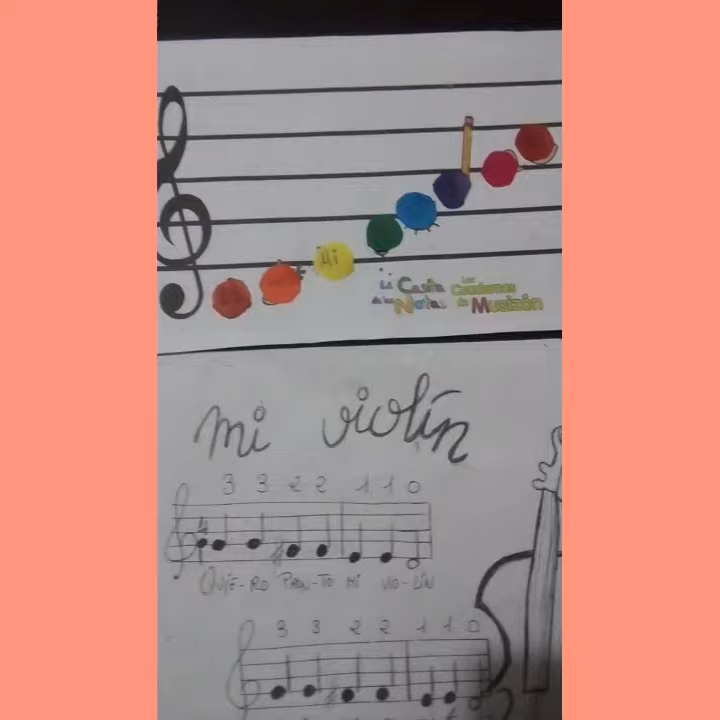 Mi
La Casita
de las Notas
Los
Cuadernos
de Musizón
mi violín
3 3 2 2 1 1 0
QUIE-RO PRON-TO MI VIO-LÍN
3 3 2 2 1 1 0